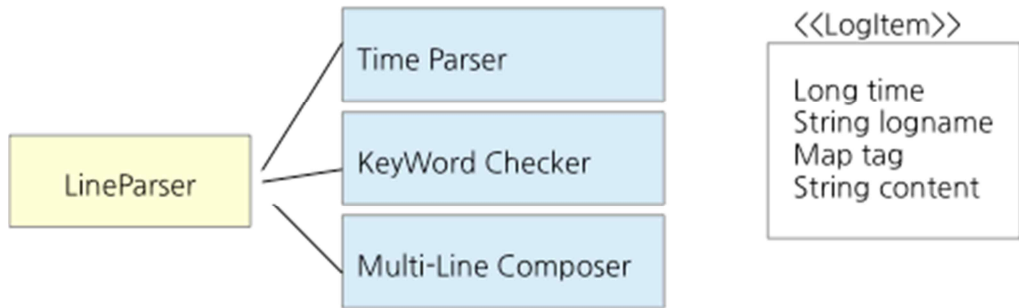 LineParser
Time Parser
KeyWord Checker
Multi-Line Composer
<<LogItem>>
Long time
String logname
Map tag
String content